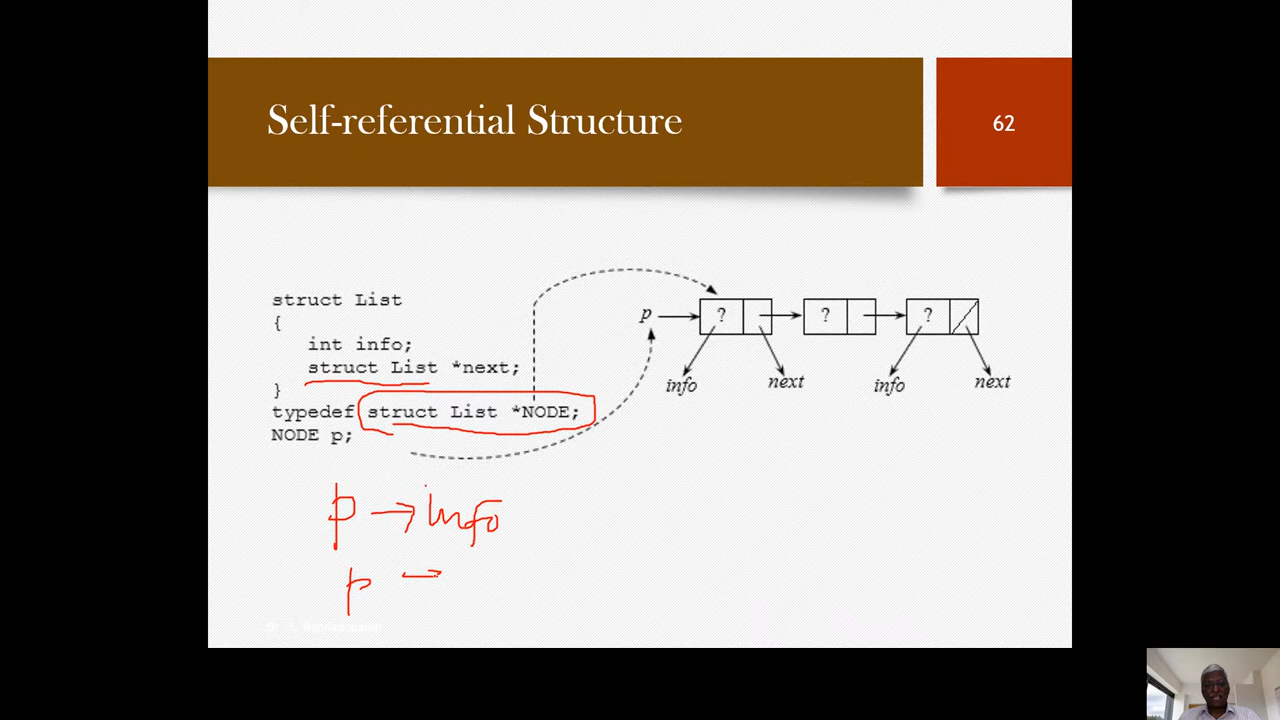 Self-referential Structure
62
struct List
{
int info;
struct List *next;
}
typedef struct List *NODE;
NODE p;
p
? ? ?
info next info next
p → info
p →